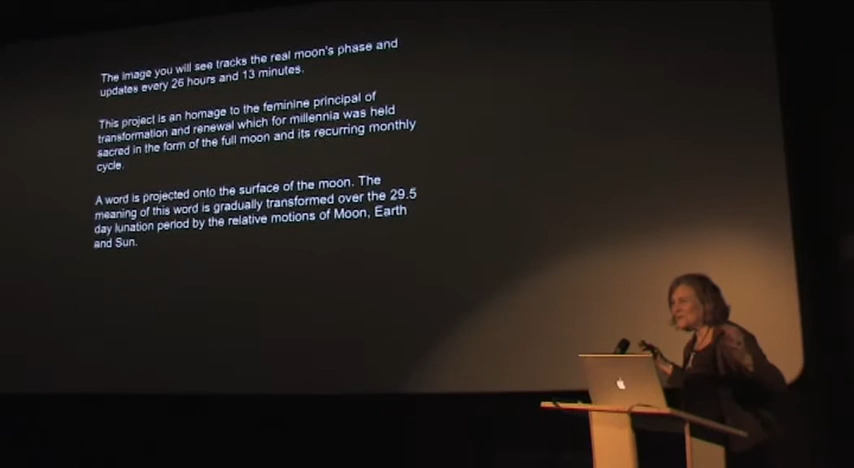 The image you will see tracks the real moon's phase and
updates every 26 hours and 13 minutes.
This project is an homage to the feminine principal of
transformation and renewal which for millennia was held
sacred in the form of the full moon and its recurring monthly
cycle.
A word is projected onto the surface of the moon. The
meaning of this word is gradually transformed over the 29.5
day lunation period by the relative motions of Moon, Earth
and Sun.